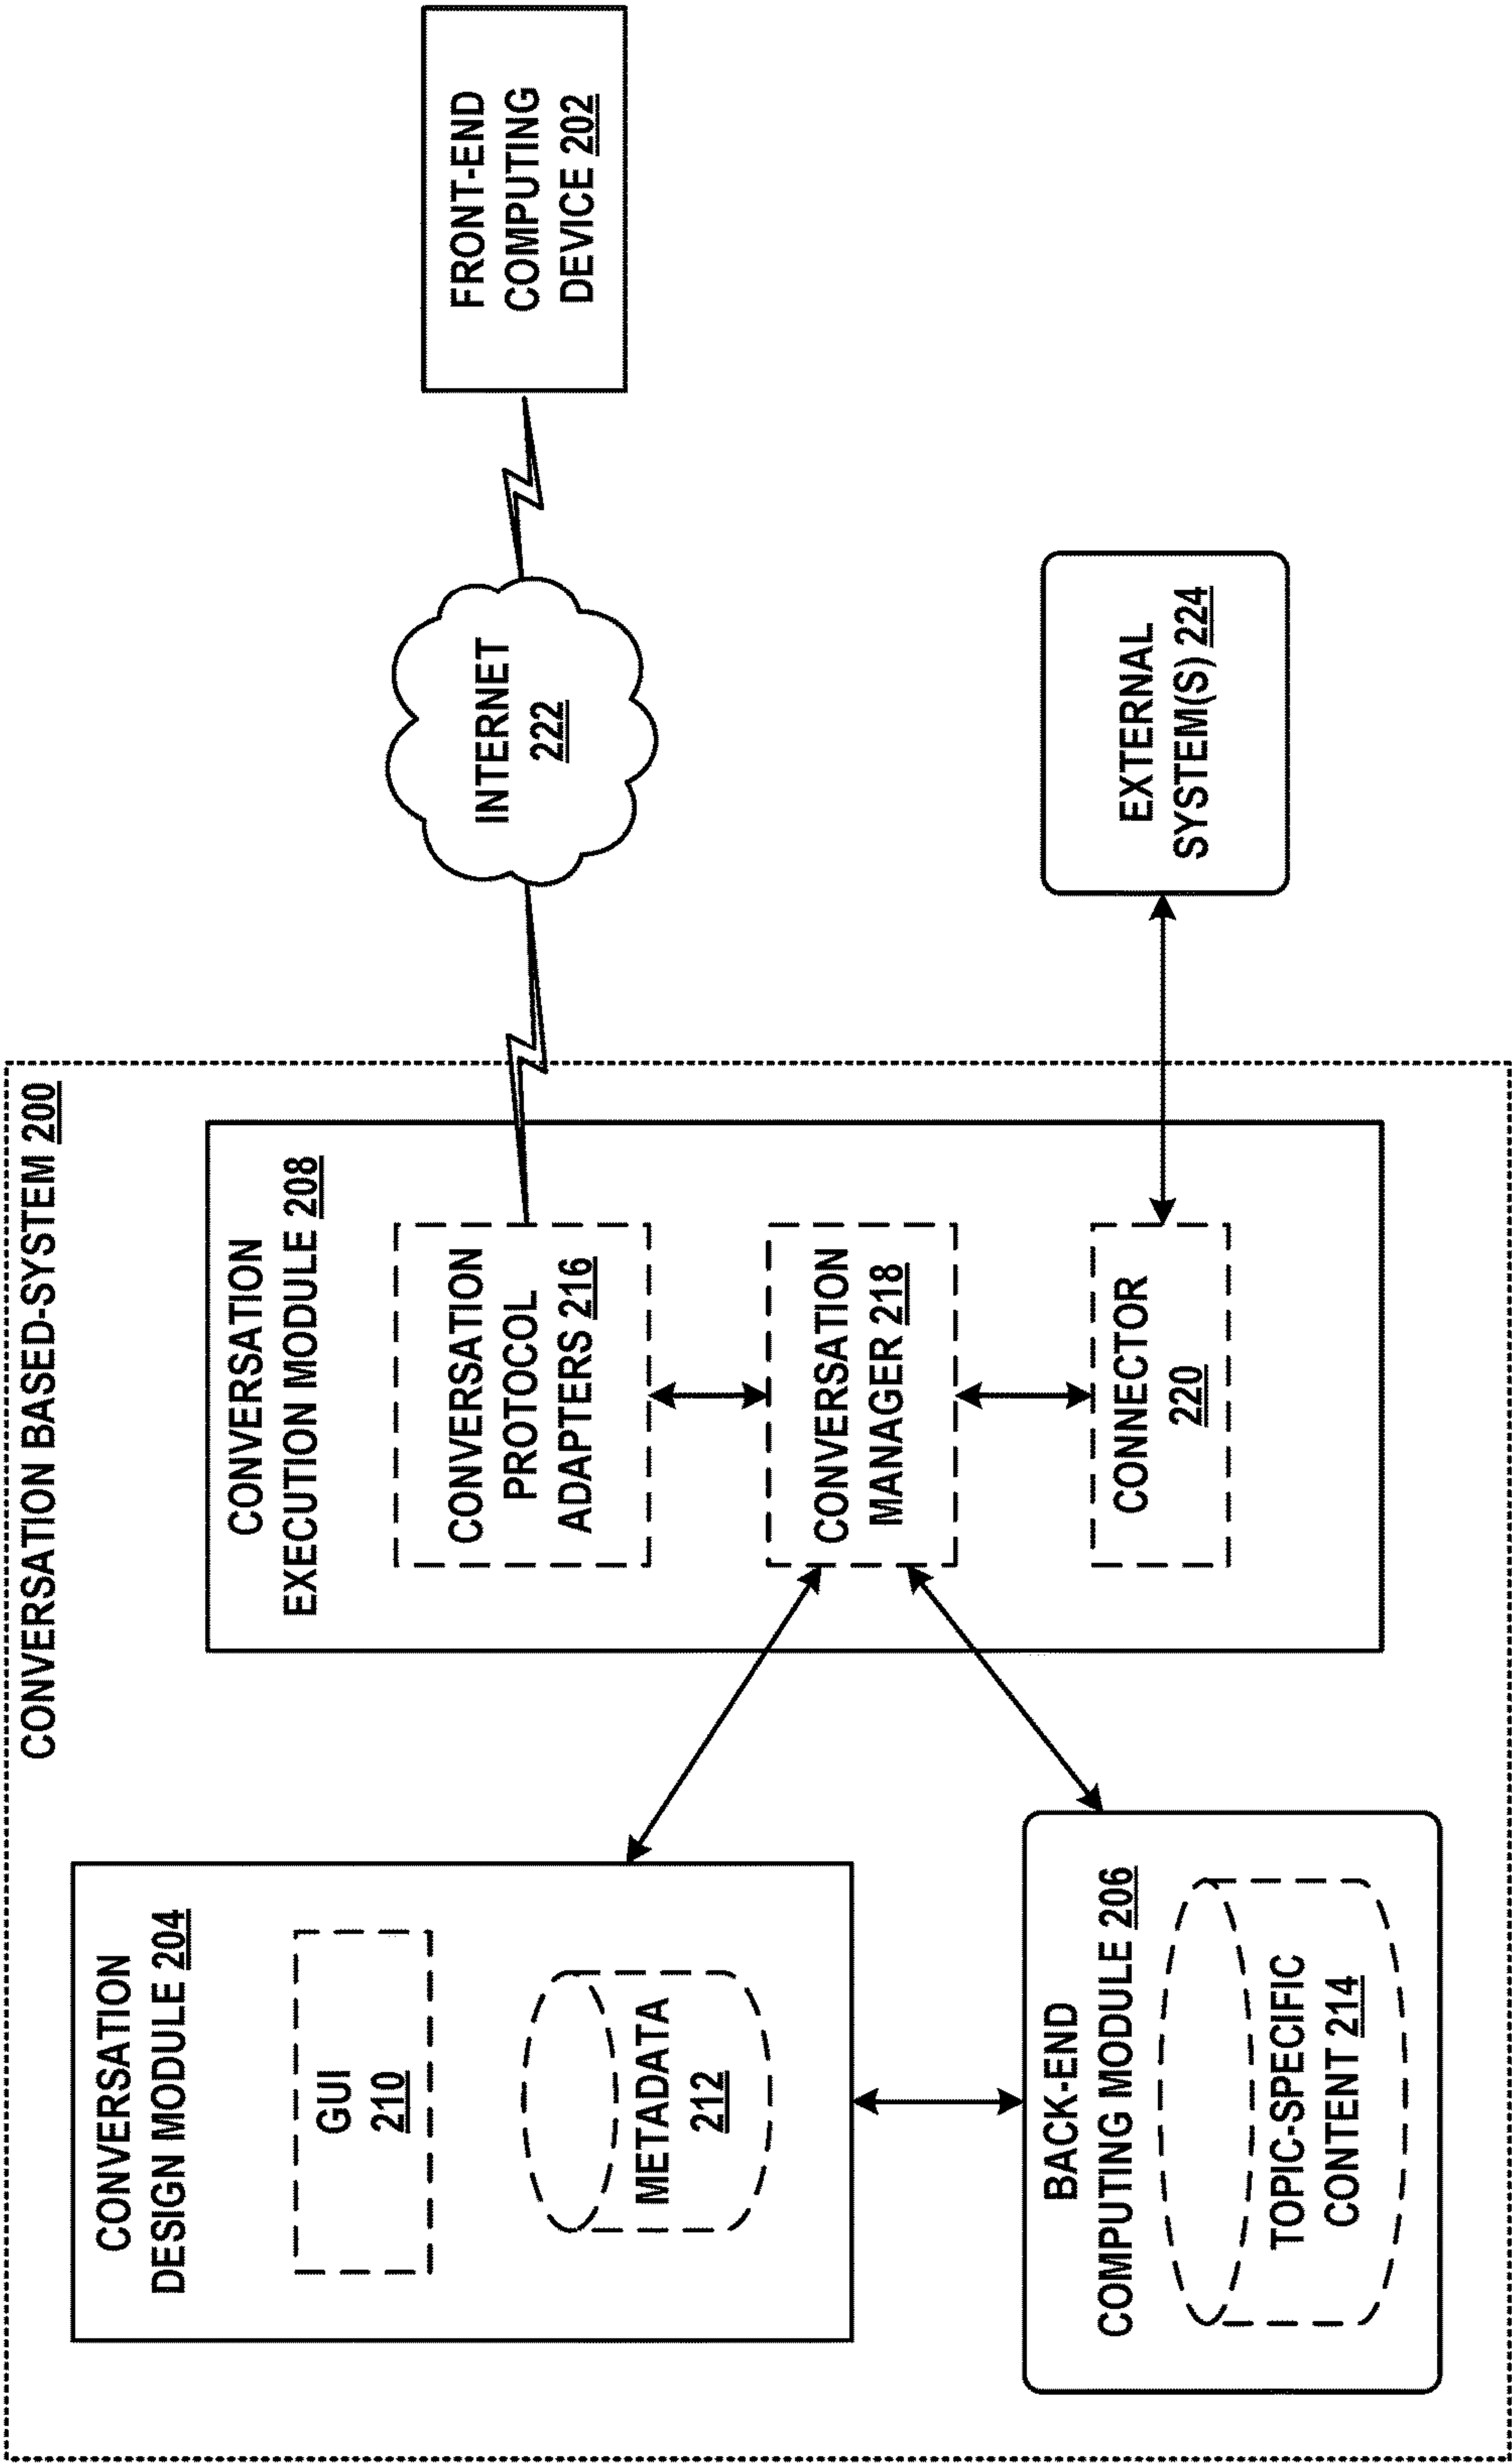 CONVERSATION BASED-SYSTEM 200
CONVERSATION
DESIGN MODULE 204
GUI
210
METADATA
212
BACK-END
COMPUTING MODULE 206
TOPIC-SPECIFIC
CONTENT 214
CONVERSATION
EXECUTION MODULE 208
CONVERSATION
PROTOCOL
ADAPTERS 216
CONVERSATION
MANAGER 218
CONNECTOR
220
INTERNET
222
EXTERNAL
SYSTEM(S) 224
FRONT-END
COMPUTING
DEVICE 202